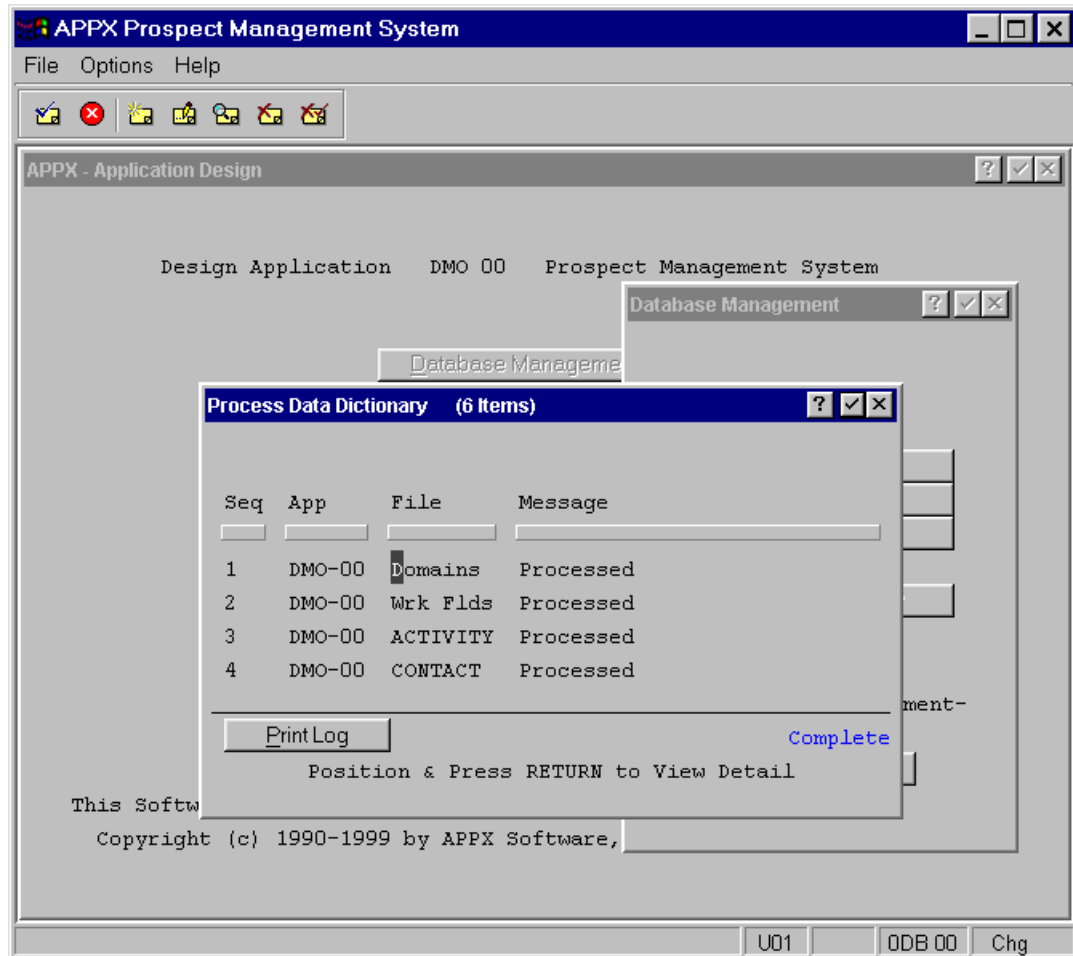 APPX Prospect Management System
File Options Help
APPX - Application Design
Design Application DMO 00 Prospect Management System
Database Management
Database Manageme
Process Data Dictionary (6 Items)
Seq App File Message
1 DMO-00 Domains Processed
2 DMO-00 Wrk Flds Processed
3 DMO-00 ACTIVITY Processed
4 DMO-00 CONTACT Processed
ment-
Print Log
Complete
Position & Press RETURN to View Detail
This Softw
Copyright (c) 1990-1999 by APPX Software,
U01 0DB 00 Chg